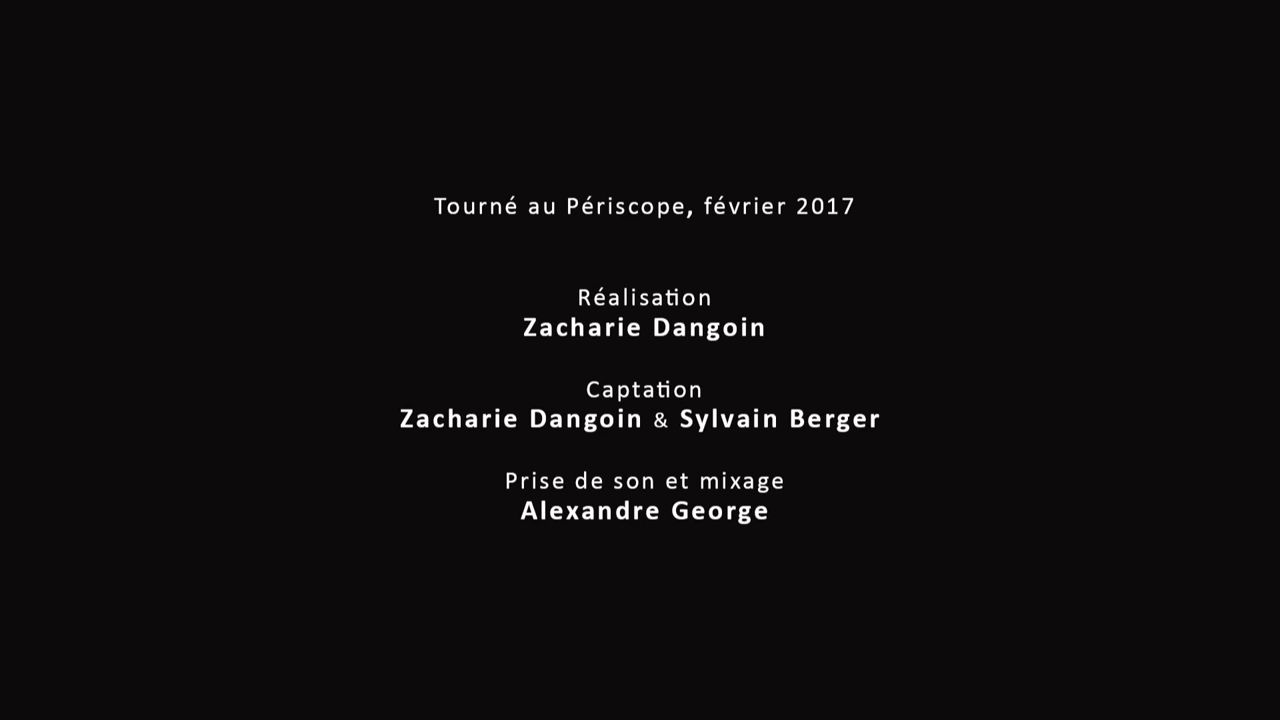 Tourné au Périscope, février 2017
Réalisation
Zacharie Dangoin
Captation
Zacharie Dangoin & Sylvain Berger
Prise de son et mixage
Alexandre George